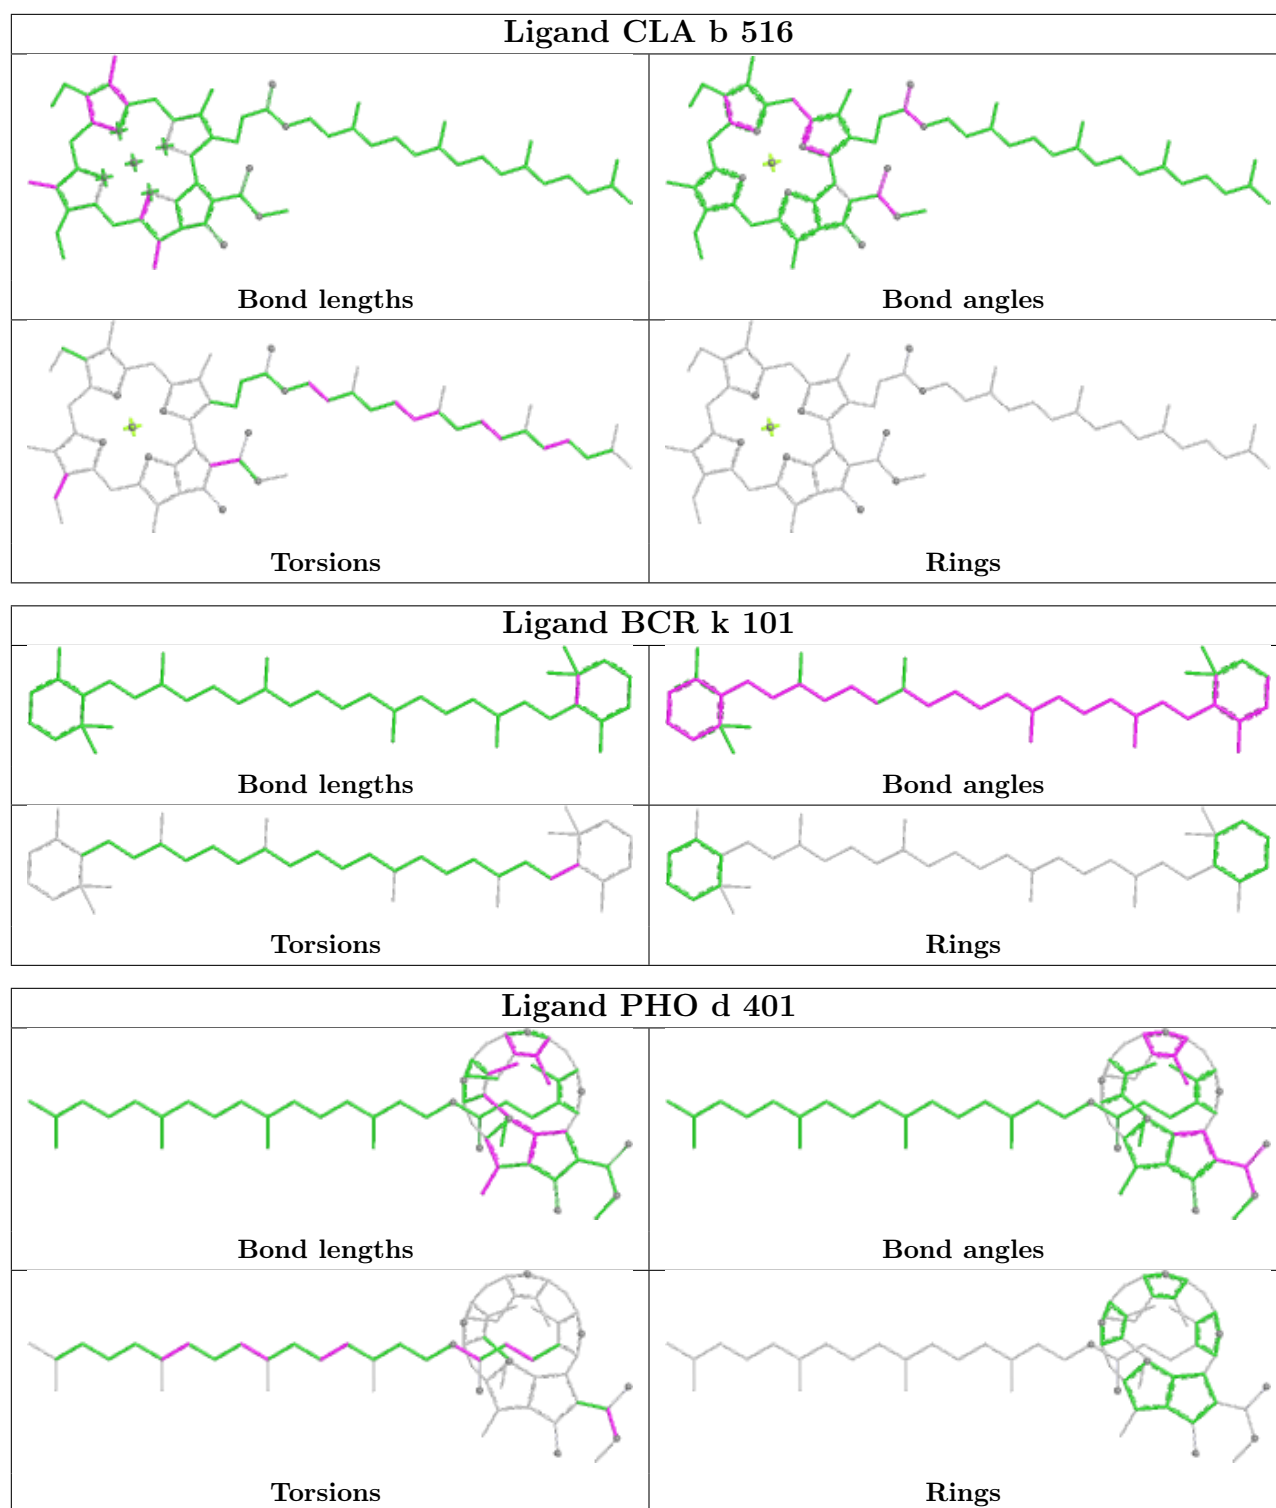 Ligand CLA b 516
Bond lengths
Bond angles
Torsions
Rings
Ligand BCR k 101
Bond lengths
Bond angles
Torsions
Rings
Ligand PHO d 401
Bond lengths
Bond angles
Torsions
Rings